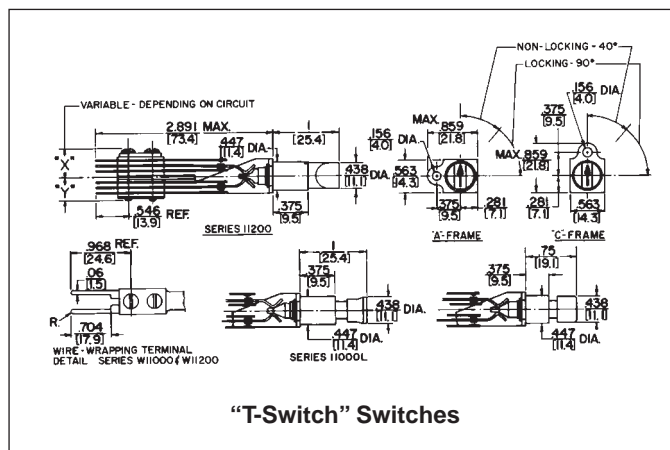 NON-LOCKING-40°
LOCKING-90°
VARIABLE - DEPENDING ON CIRCUIT
2.891 MAX.
[73.4]
.447
[11.4] DIA.
1
[25.4]
.438
[11.1] DIA.
.375
[9.5]
"X"
"Y"
.546 REF.
[13.9]
SERIES 11200
.156
[4.0] DIA.
MAX. .859
[21.8]
.563
[14.3]
.375
[9.5]
.281
[7.1]
"A"-FRAME
.156 DIA.
[4.0]
.375
[9.5]
MAX. .859
[21.8]
.281
[7.1]
.563
[14.3]
"C"-FRAME
.968 REF.
[24.6]
.06
[1.5]
R.
.704
[17.9]
WIRE-WRAPPING TERMINAL
DETAIL SERIES W11000 & W11200
1
[25.4]
.375
[9.5]
.438
[11.1] DIA.
.447
[11.4] DIA.
SERIES 11000L
.75
[19.1]
.375
[9.5]
.438
[11.1]
.447
[11.4] DIA.
“T-Switch” Switches